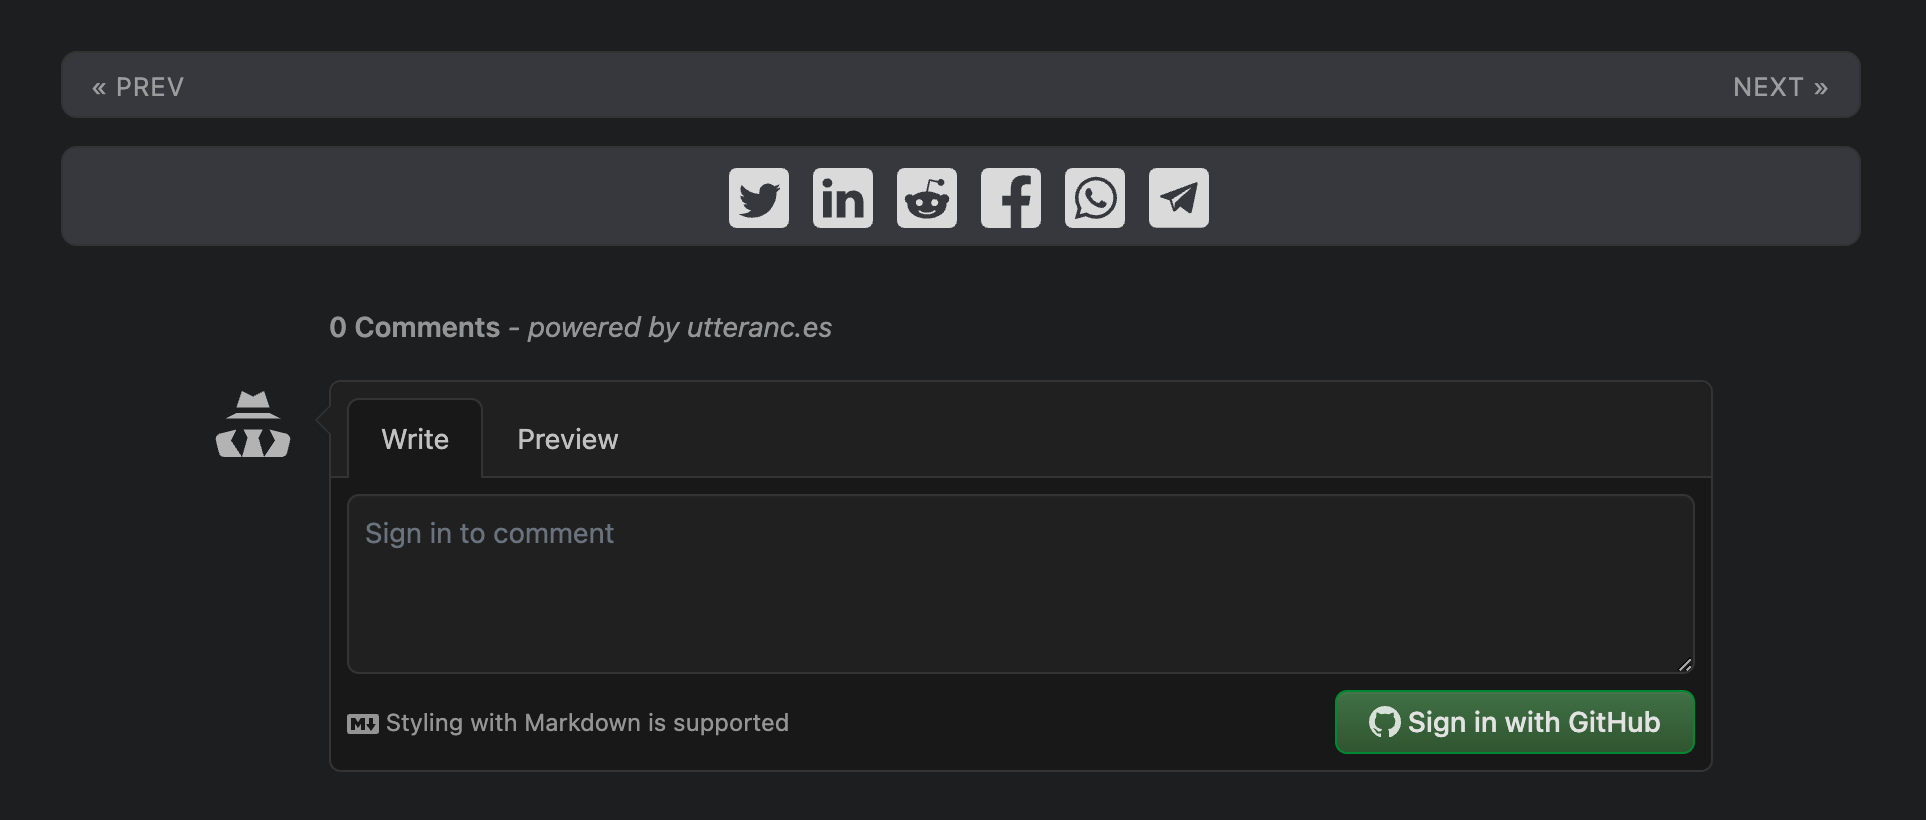 « PREV
NEXT »
in
0 Comments - powered by utteranc.es
Write
Preview
Sign in to comment
M Styling with Markdown is supported
Sign in with GitHub